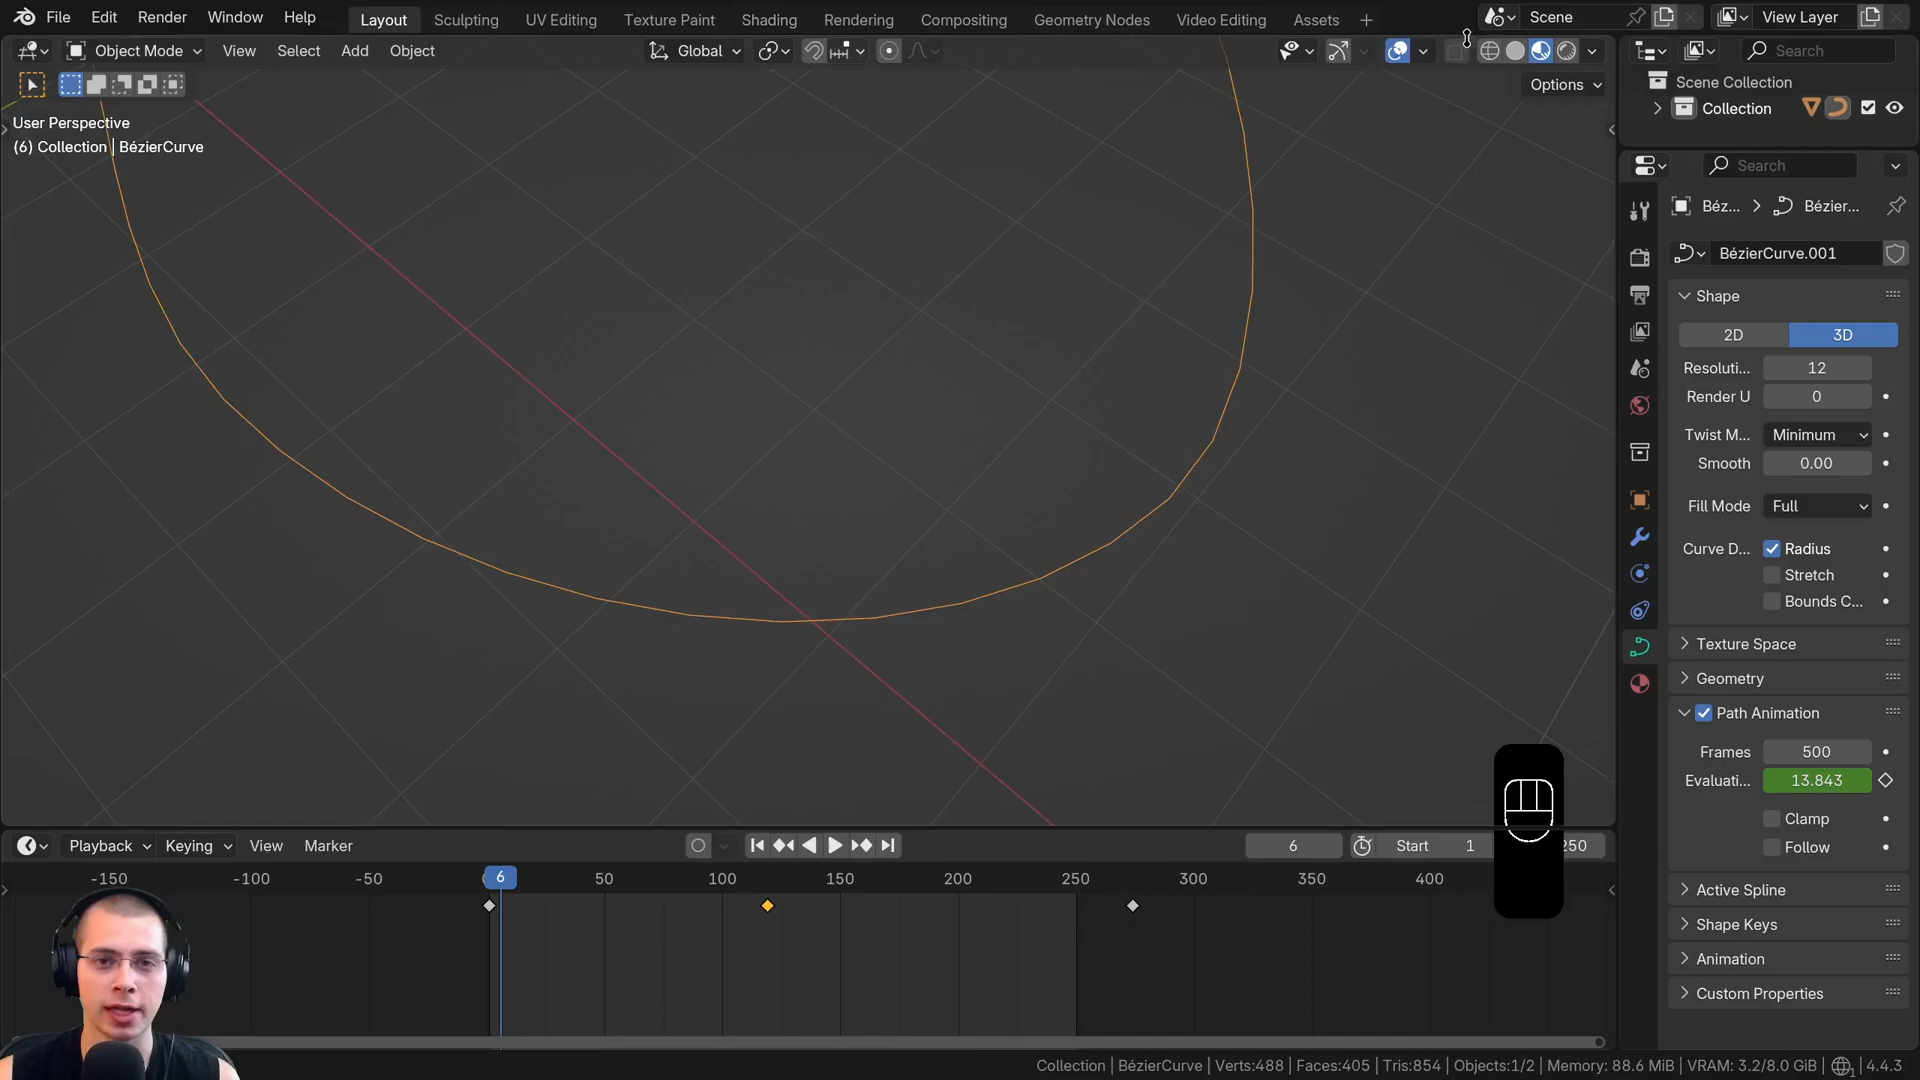 File Edit Render Window Help Layout Sculpting UV Editing Texture Paint Shading Animation Rendering Compositing Geometry Nodes Video Editing Assets Scene View Layer
Object Mode View Select Add Object Global Search
Options
Scene Collection
Collection
User Perspective
(6) Collection | BézierCurve
Search
Béz... Bézier...
BézierCurve.001
Shape
2D 3D
Resoluti... 12
Render U 0
Twist M... Minimum
Smooth 0.00
Fill Mode Full
Curve D... Radius
Stretch
Bounds C...
Texture Space
Geometry
Path Animation
Frames 500
Evaluati... 13.843
Clamp
Follow
Active Spline
Shape Keys
Animation
Custom Properties
Playback Keying View Marker 6 Start 1 250
-150 -100 -50 6 50 100 150 200 250 300 350 400
Collection | BézierCurve | Verts:488 | Faces:405 | Tris:854 | Objects:1/2 | Memory: 88.6 MiB | VRAM: 3.2/8.0 GiB | 1 | 4.4.3